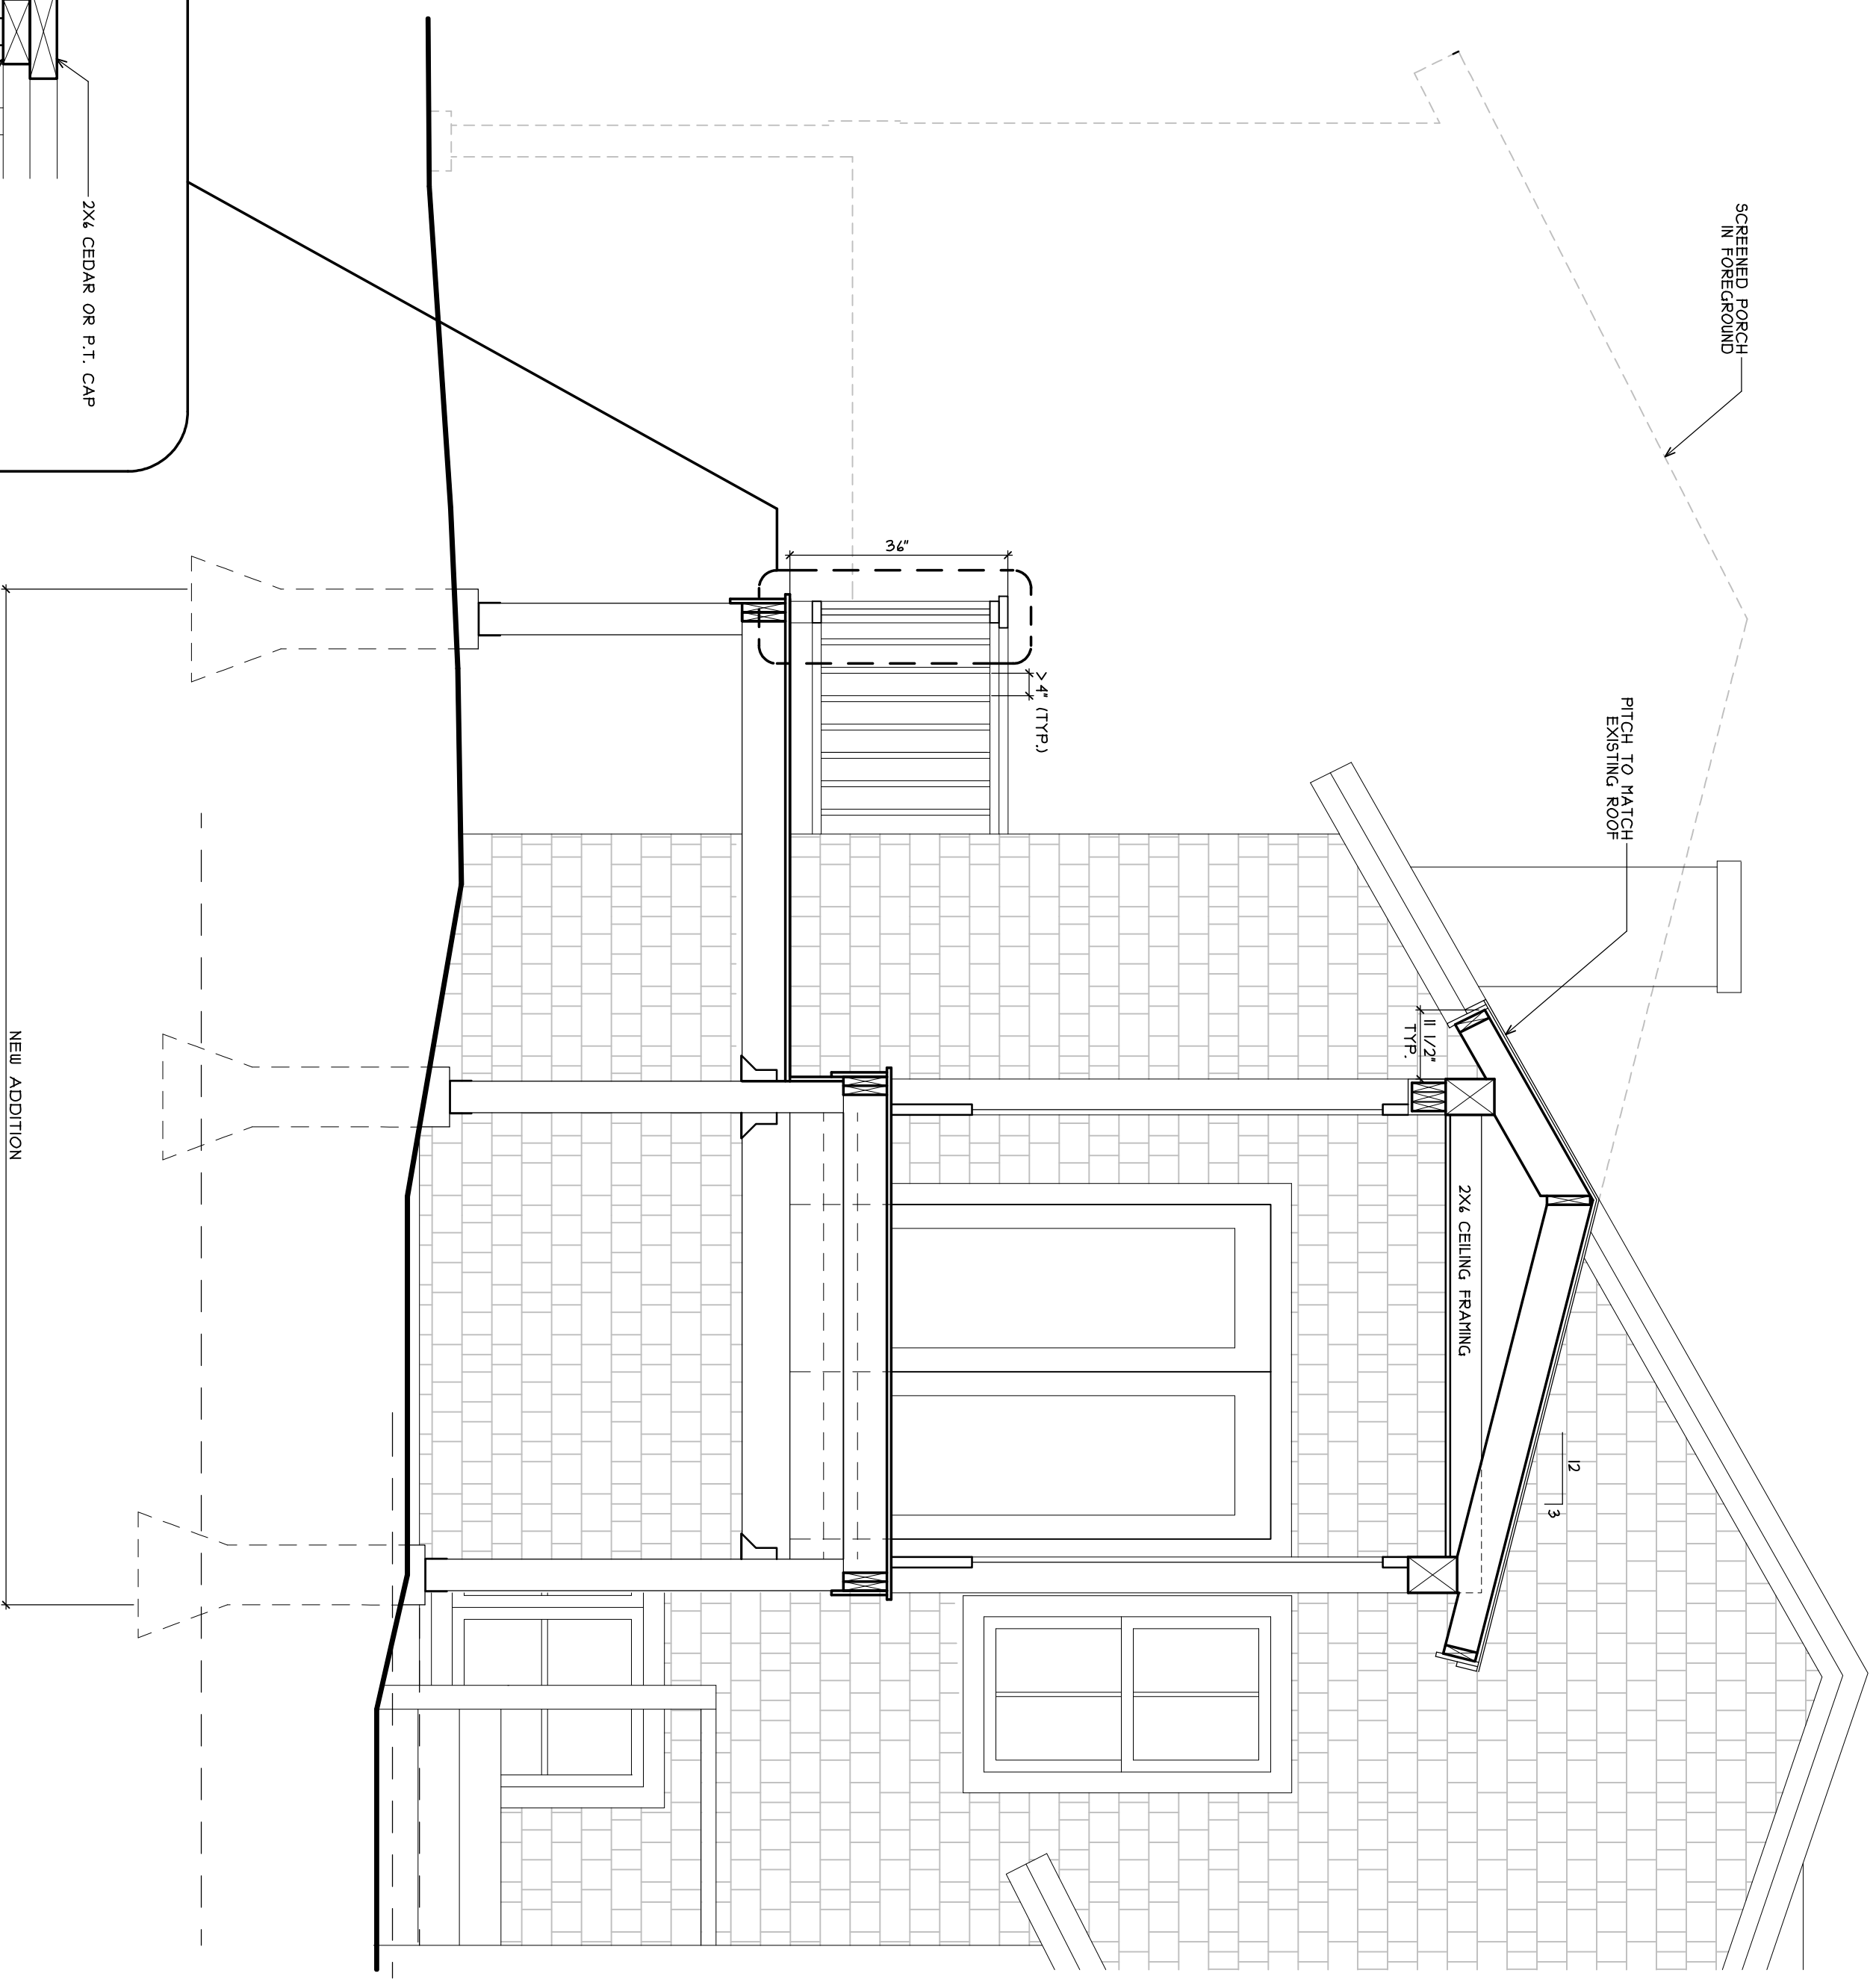 SCREENED PORCH
IN FOREGROUND
PITCH TO MATCH
EXISTING ROOF
12
3
11 1/2"
TYP.
2X6 CEILING FRAMING
36"
> 4" (TYP.)
2X6 CEDAR OR P.T. CAP
NEW ADDITION